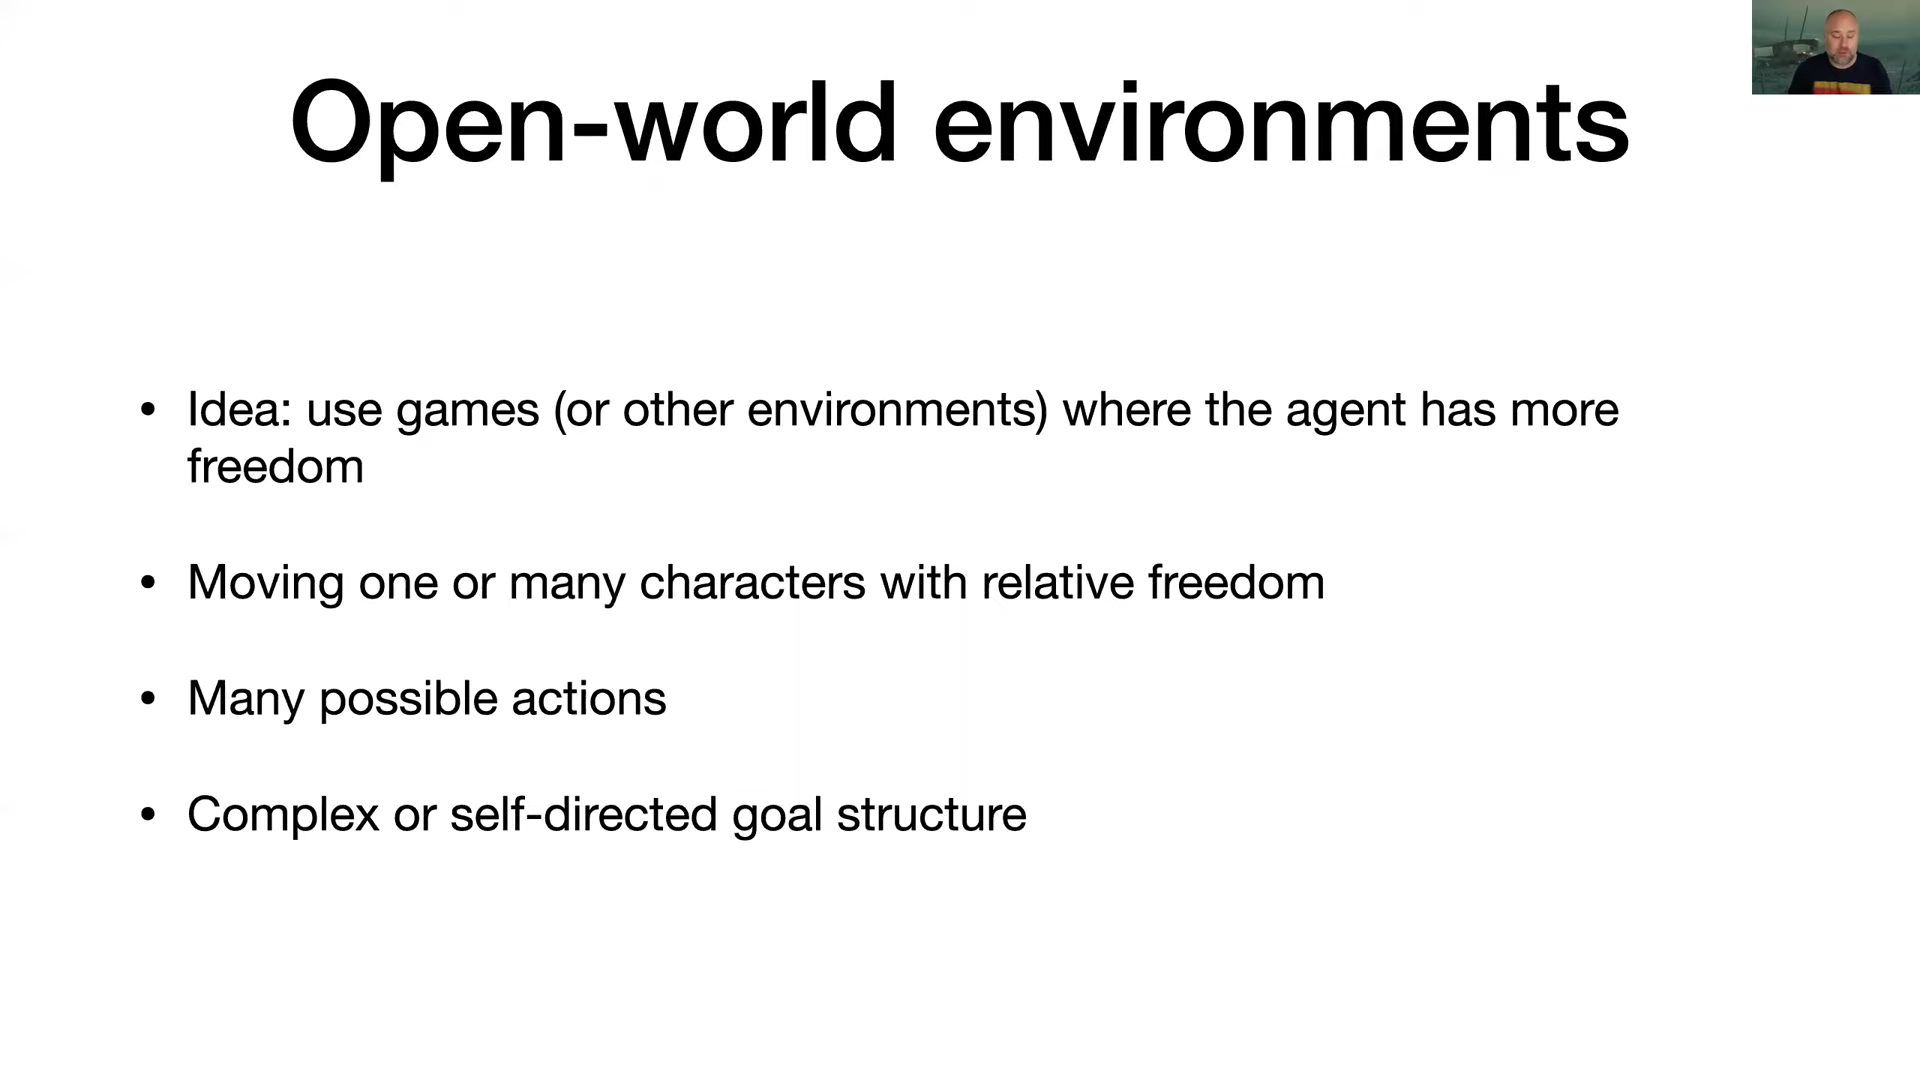 Open-world environments
• Idea: use games (or other environments) where the agent has more
freedom
• Moving one or many characters with relative freedom
• Many possible actions
• Complex or self-directed goal structure